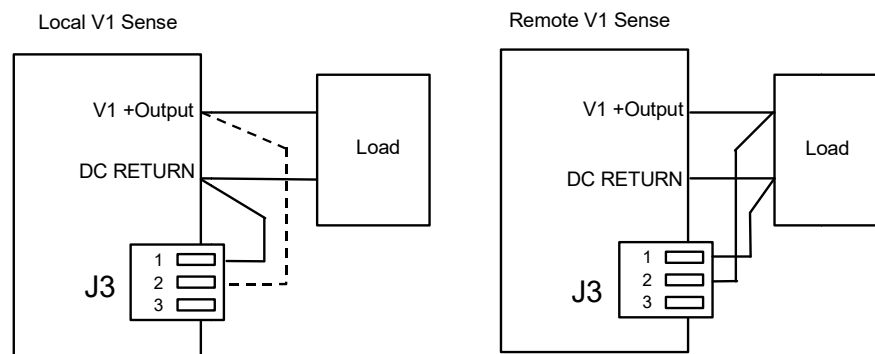 Local V1 Sense
V1 +Output
DC RETURN
Load
J3
1
2
3
Remote V1 Sense
V1 +Output
DC RETURN
Load
J3
1
2
3